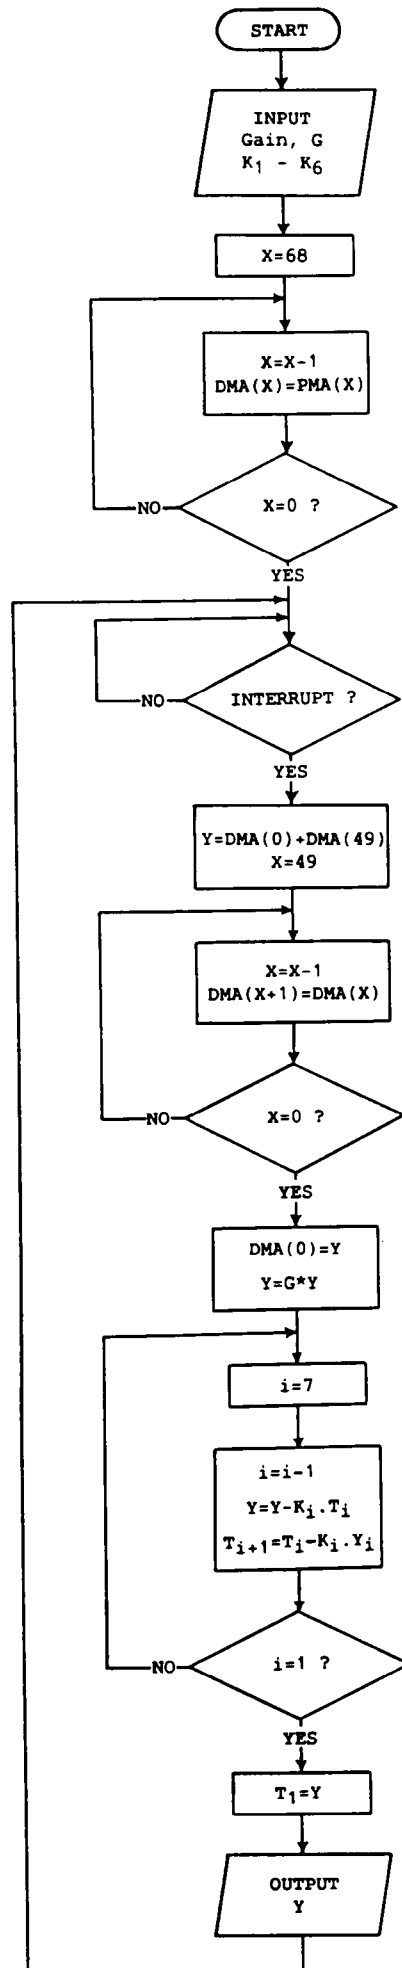 START
INPUT
Gain, G
K₁ - K₆
X=68
X=X-1
DMA(X)=PMA(X)
X=0 ?
NO
YES
INTERRUPT ?
NO
YES
Y=DMA(0)+DMA(49)
X=49
X=X-1
DMA(X+1)=DMA(X)
X=0 ?
NO
YES
DMA(0)=Y
Y=G*Y
i=7
i=i-1
Y=Y-Kᵢ.Tᵢ
Tᵢ₊₁=Tᵢ-Kᵢ.Yᵢ
i=1 ?
NO
YES
T₁=Y
OUTPUT
Y